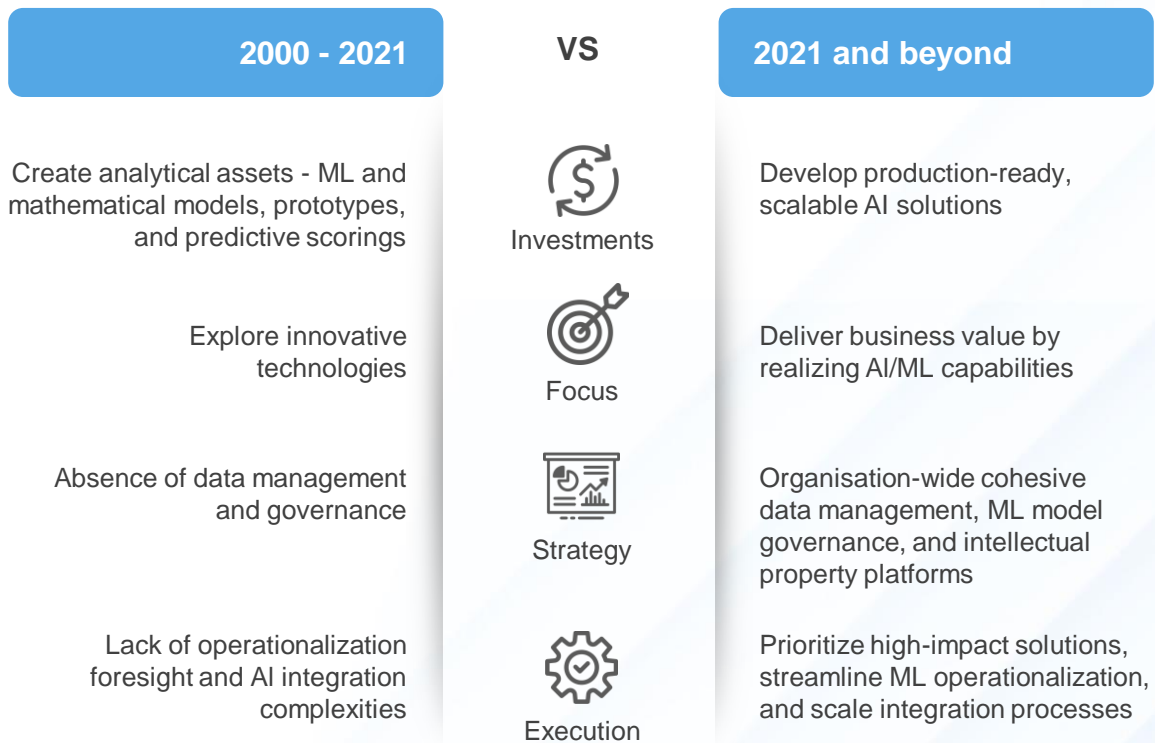 2000 - 2021
VS
2021 and beyond
Create analytical assets - ML and
mathematical models, prototypes,
and predictive scorings
Investments
Develop production-ready,
scalable AI solutions
Explore innovative
technologies
Focus
Deliver business value by
realizing AI/ML capabilities
Absence of data management
and governance
Strategy
Organisation-wide cohesive
data management, ML model
governance, and intellectual
property platforms
Lack of operationalization
foresight and AI integration
complexities
Execution
Prioritize high-impact solutions,
streamline ML operationalization,
and scale integration processes